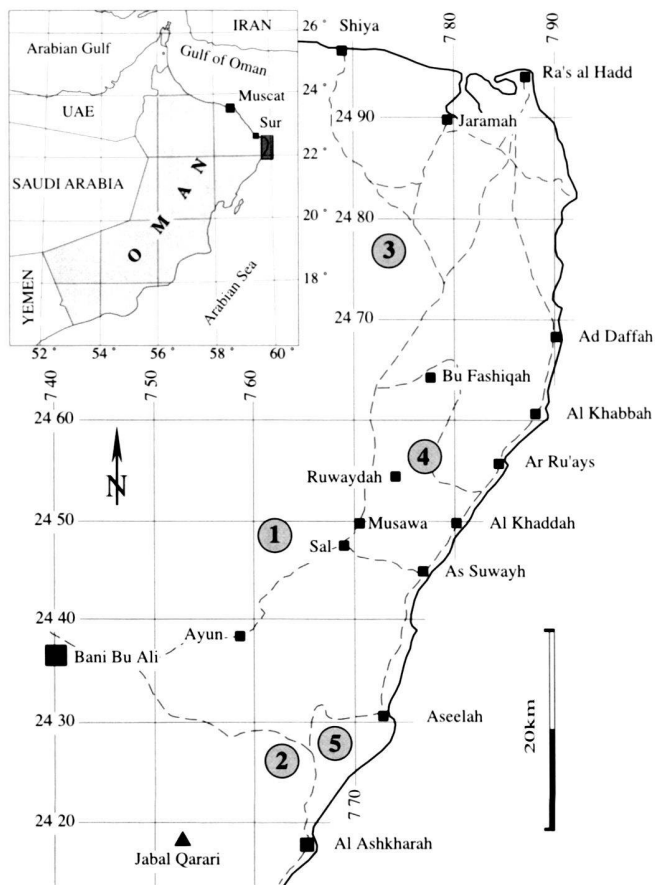 IRAN
Arabian Gulf
Gulf of Oman
Muscat
UAE
Sur
SAUDI ARABIA
OMAN
YEMEN
Arabian Sea
26°
24°
22°
20°
18°
52°
54°
56°
58°
60°
7 80
7 90
Shiya
Ra's al Hadd
24 90
Jaramah
24 80
3
24 70
Ad Daffah
7 40
7 50
7 60
Bu Fashiqah
24 60
Al Khabbah
4
Ar Ru'ays
N
Ruwaydah
24 50
1
Musawa
Al Khaddah
Sal
As Suwayh
24 40
Ayun
Bani Bu Ali
24 30
Aseelah
20km
5
2
7 70
24 20
Al Ashkharah
Jabal Qarari